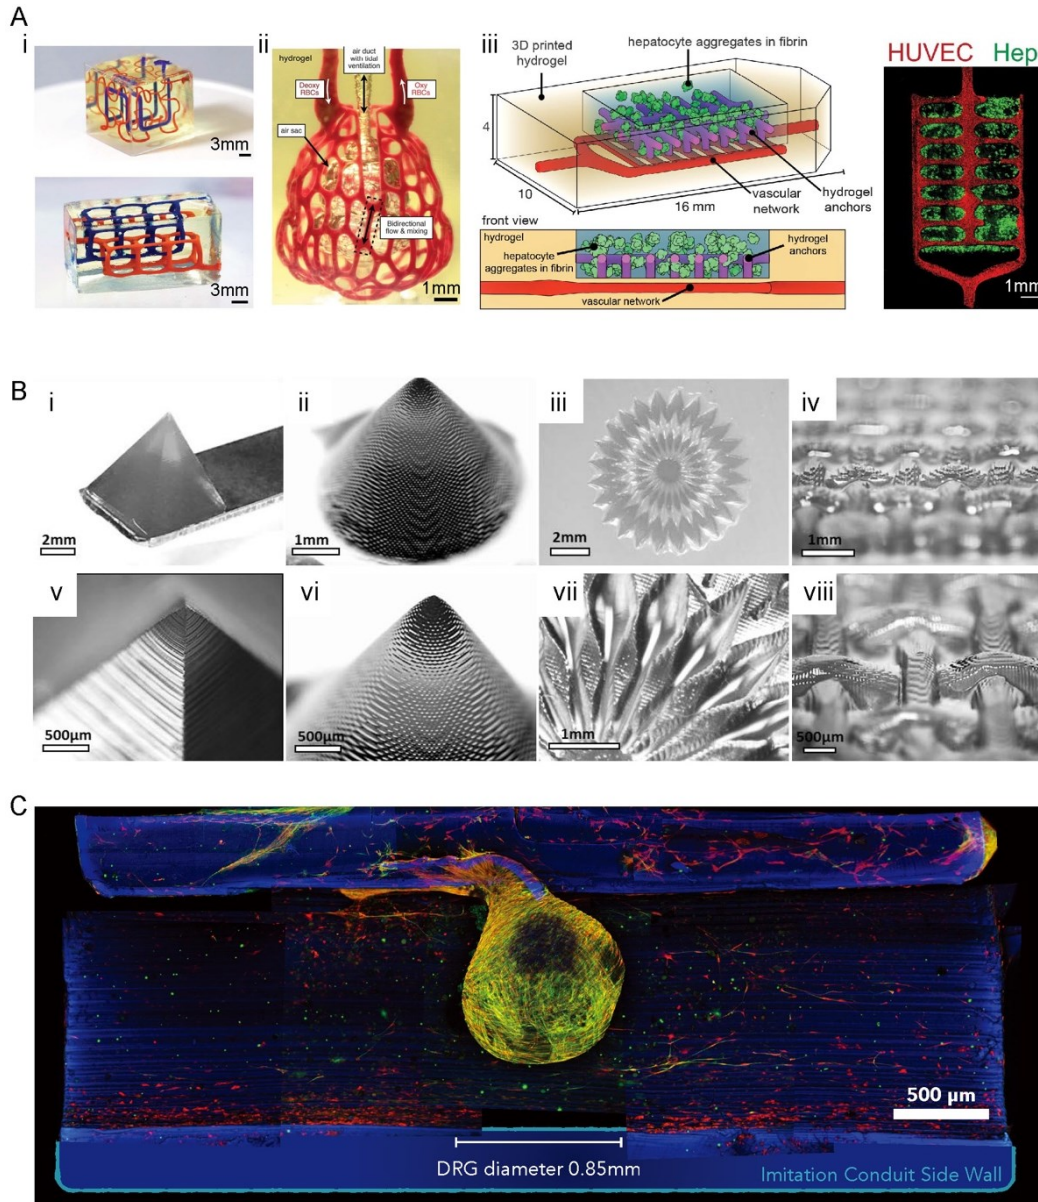 A
i
3mm
3mm
ii
hydrogel
air duct
with tidal
ventilation
Deoxy
RBCs
Oxy
RBCs
air sac
Bidirectional
flow & mixing
1mm
iii
3D printed
hydrogel
hepatocyte aggregates in fibrin
4
10
16 mm
vascular
network
hydrogel
anchors
front view
hydrogel
hepatocyte
aggregates in fibrin
hydrogel
anchors
vascular network
HUVEC Hep
1mm
B
i
2mm
ii
1mm
iii
2mm
iv
1mm
v
500µm
vi
500µm
vii
1mm
viii
500µm
C
500 µm
DRG diameter 0.85mm
Imitation Conduit Side Wall